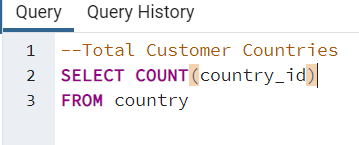 Query Query History
1 --Total Customer Countries
2 SELECT COUNT(country_id)
3 FROM country